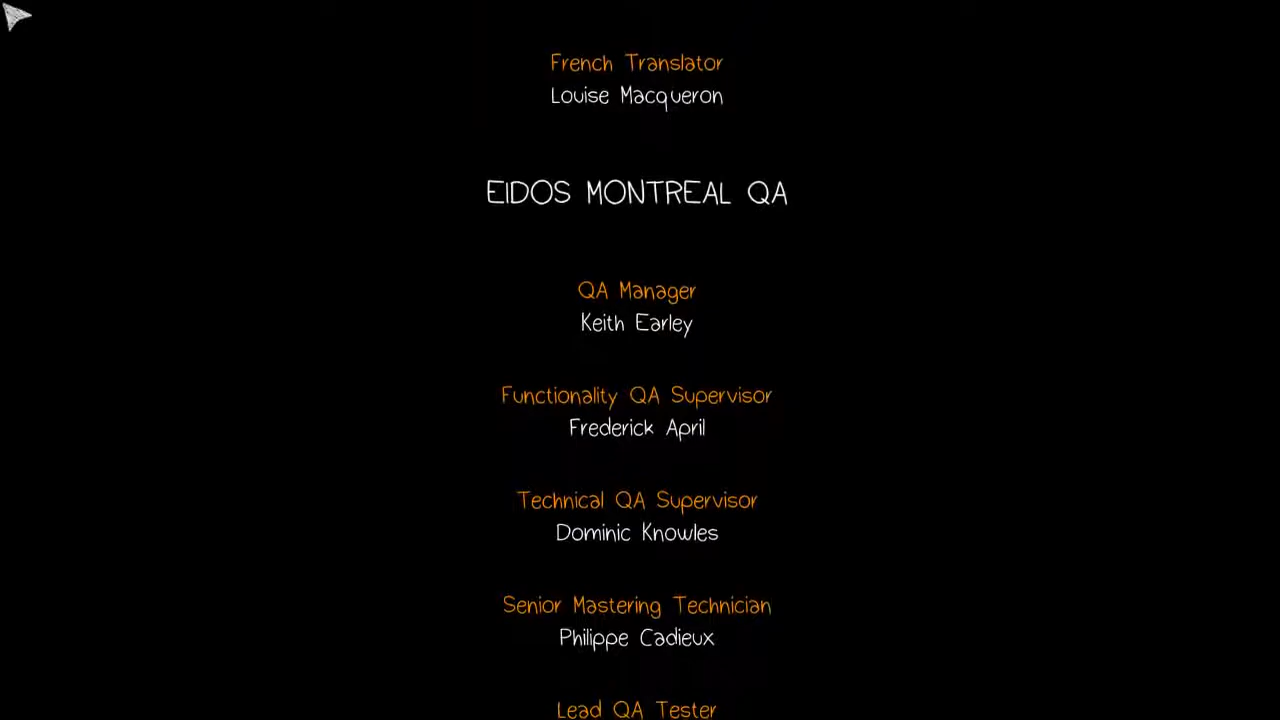 French Translator
Louise Macqueron
EIDOS MONTREAL QA
QA Manager
Keith Earley
Functionality QA Supervisor
Frederick April
Technical QA Supervisor
Dominic Knowles
Senior Mastering Technician
Philippe Cadieux
Lead QA Tester